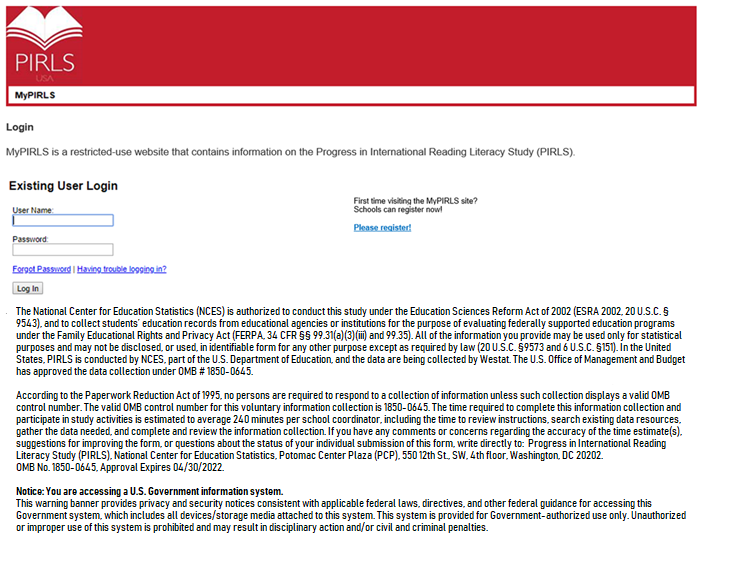 PIRLS
USA
MyPIRLS
Login
MyPIRLS is a restricted-use website that contains information on the Progress in International Reading Literacy Study (PIRLS).
Existing User Login
User Name:
Password:
Forgot Password | Having trouble logging in?
Log In
First time visiting the MyPIRLS site?
Schools can register now!
Please register!
The National Center for Education Statistics (NCES) is authorized to conduct this study under the Education Sciences Reform Act of 2002 (ESRA 2002, 20 U.S.C. §
9543), and to collect students' education records from educational agencies or institutions for the purpose of evaluating federally supported education programs
under the Family Educational Rights and Privacy Act (FERPA, 34 CFR §§ 99.31(a)(3)(iii) and 99.35). All of the information you provide may be used only for statistical
purposes and may not be disclosed, or used, in identifiable form for any other purpose except as required by law (20 U.S.C. §9573 and 6 U.S.C. §151). In the United
States, PIRLS is conducted by NCES, part of the U.S. Department of Education, and the data are being collected by Westat. The U.S. Office of Management and Budget
has approved the data collection under OMB # 1850-0645.
According to the Paperwork Reduction Act of 1995, no persons are required to respond to a collection of information unless such collection displays a valid OMB
control number. The valid OMB control number for this voluntary information collection is 1850-0645. The time required to complete this information collection and
participate in study activities is estimated to average 240 minutes per school coordinator, including the time to review instructions, search existing data resources,
gather the data needed, and complete and review the information collection. If you have any comments or concerns regarding the accuracy of the time estimate(s),
suggestions for improving the form, or questions about the status of your individual submission of this form, write directly to: Progress in International Reading
Literacy Study (PIRLS), National Center for Education Statistics, Potomac Center Plaza (PCP), 550 12th St., SW, 4th floor, Washington, DC 20202.
OMB No. 1850-0645, Approval Expires 04/30/2022.
Notice: You are accessing a U.S. Government information system.
This warning banner provides privacy and security notices consistent with applicable federal laws, directives, and other federal guidance for accessing this
Government system, which includes all devices/storage media attached to this system. This system is provided for Government-authorized use only. Unauthorized
or improper use of this system is prohibited and may result in disciplinary action and/or civil and criminal penalties.